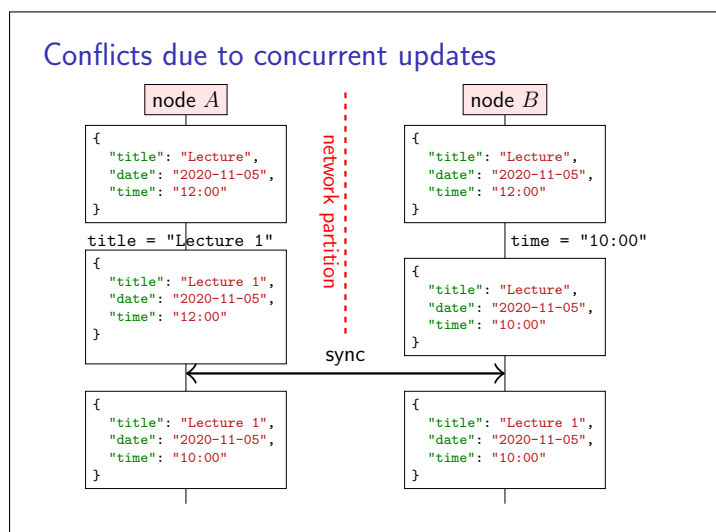 Conflicts due to concurrent updates
node A
{
"title": "Lecture",
"date": "2020-11-05",
"time": "12:00"
}
title = "Lecture 1"
{
"title": "Lecture 1",
"date": "2020-11-05",
"time": "12:00"
}
network partition
node B
{
"title": "Lecture",
"date": "2020-11-05",
"time": "12:00"
}
time = "10:00"
{
"title": "Lecture",
"date": "2020-11-05",
"time": "10:00"
}
sync
{
"title": "Lecture 1",
"date": "2020-11-05",
"time": "10:00"
}
{
"title": "Lecture 1",
"date": "2020-11-05",
"time": "10:00"
}